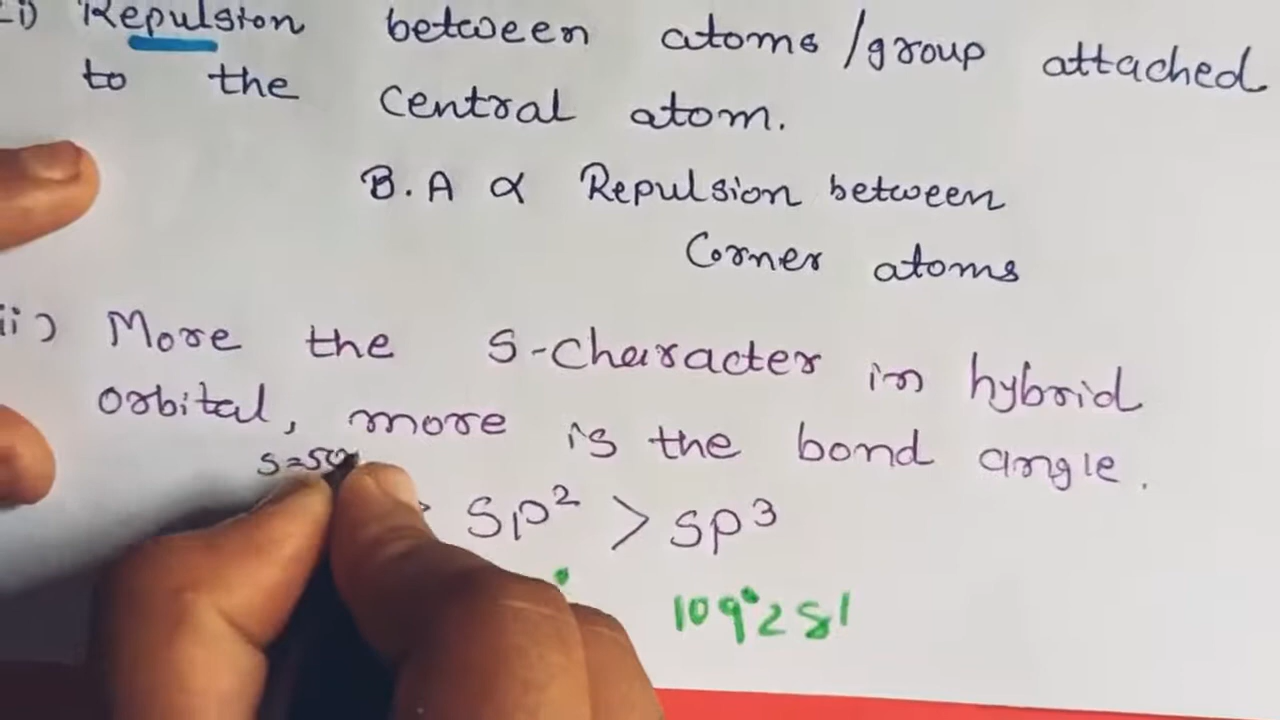 i) Repulsion between atoms/group attached
to the central atom.
B.A ∝ Repulsion between
Corner atoms
ii) More the S-Character in hybrid
orbital, more is the bond angle.
S=50
> Sp² > Sp³
109°28'